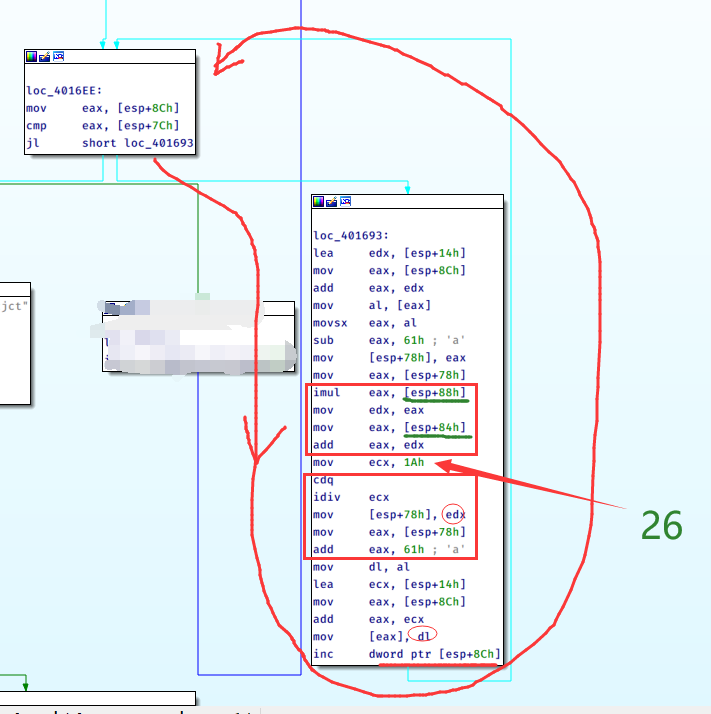 loc_4016EE:
mov eax, [esp+8Ch]
cmp eax, [esp+7Ch]
jl short loc_401693
loc_401693:
lea edx, [esp+14h]
mov eax, [esp+8Ch]
add eax, edx
mov al, [eax]
movsx eax, al
sub eax, 61h ; 'a'
mov [esp+78h], eax
mov eax, [esp+78h]
imul eax, [esp+88h]
mov edx, eax
mov eax, [esp+84h]
add eax, edx
mov ecx, 1Ah
cdq
idiv ecx
mov [esp+78h], edx
mov eax, [esp+78h]
add eax, 61h ; 'a'
mov dl, al
lea ecx, [esp+14h]
mov eax, [esp+8Ch]
add eax, ecx
mov [eax], dl
inc dword ptr [esp+8Ch]
jct"
26